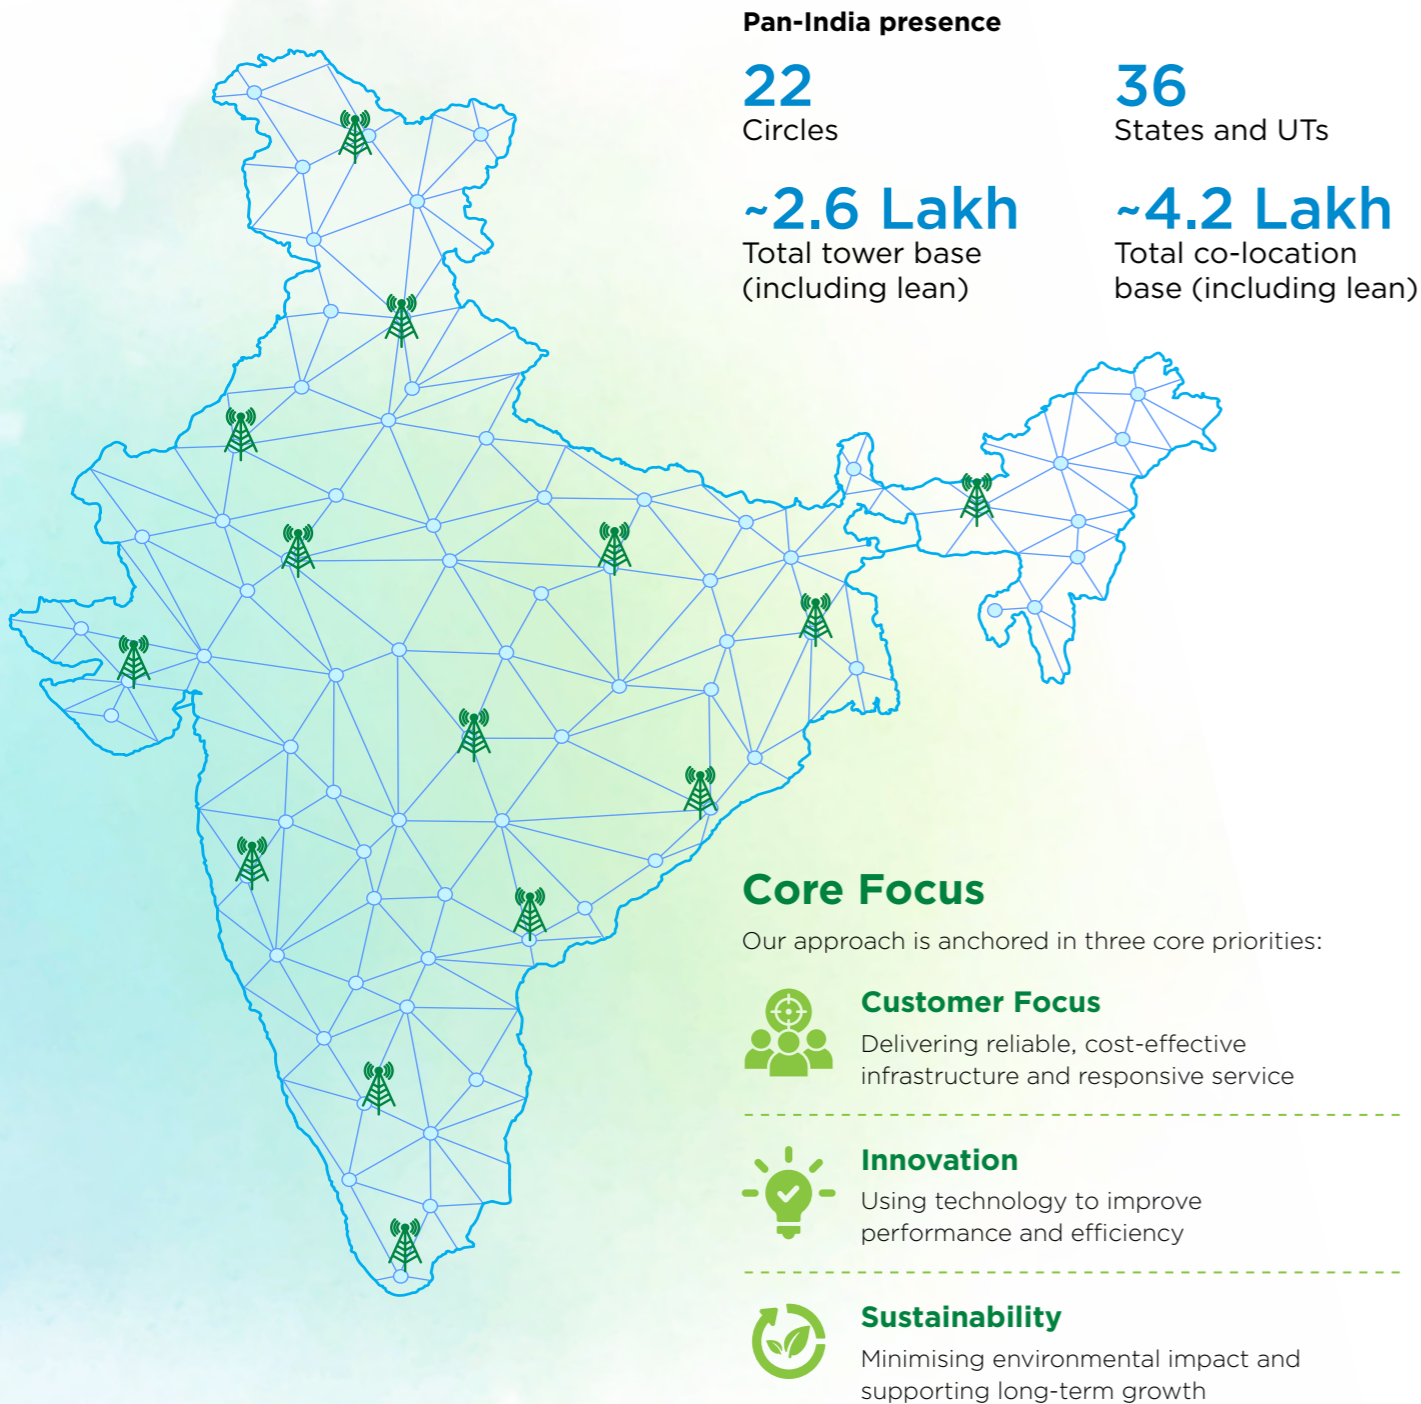 Pan-India presence
22
Circles
36
States and UTs
~2.6 Lakh
Total tower base
(including lean)
~4.2 Lakh
Total co-location
base (including lean)
Core Focus
Our approach is anchored in three core priorities:
Customer Focus
Delivering reliable, cost-effective
infrastructure and responsive service
Innovation
Using technology to improve
performance and efficiency
Sustainability
Minimising environmental impact and
supporting long-term growth